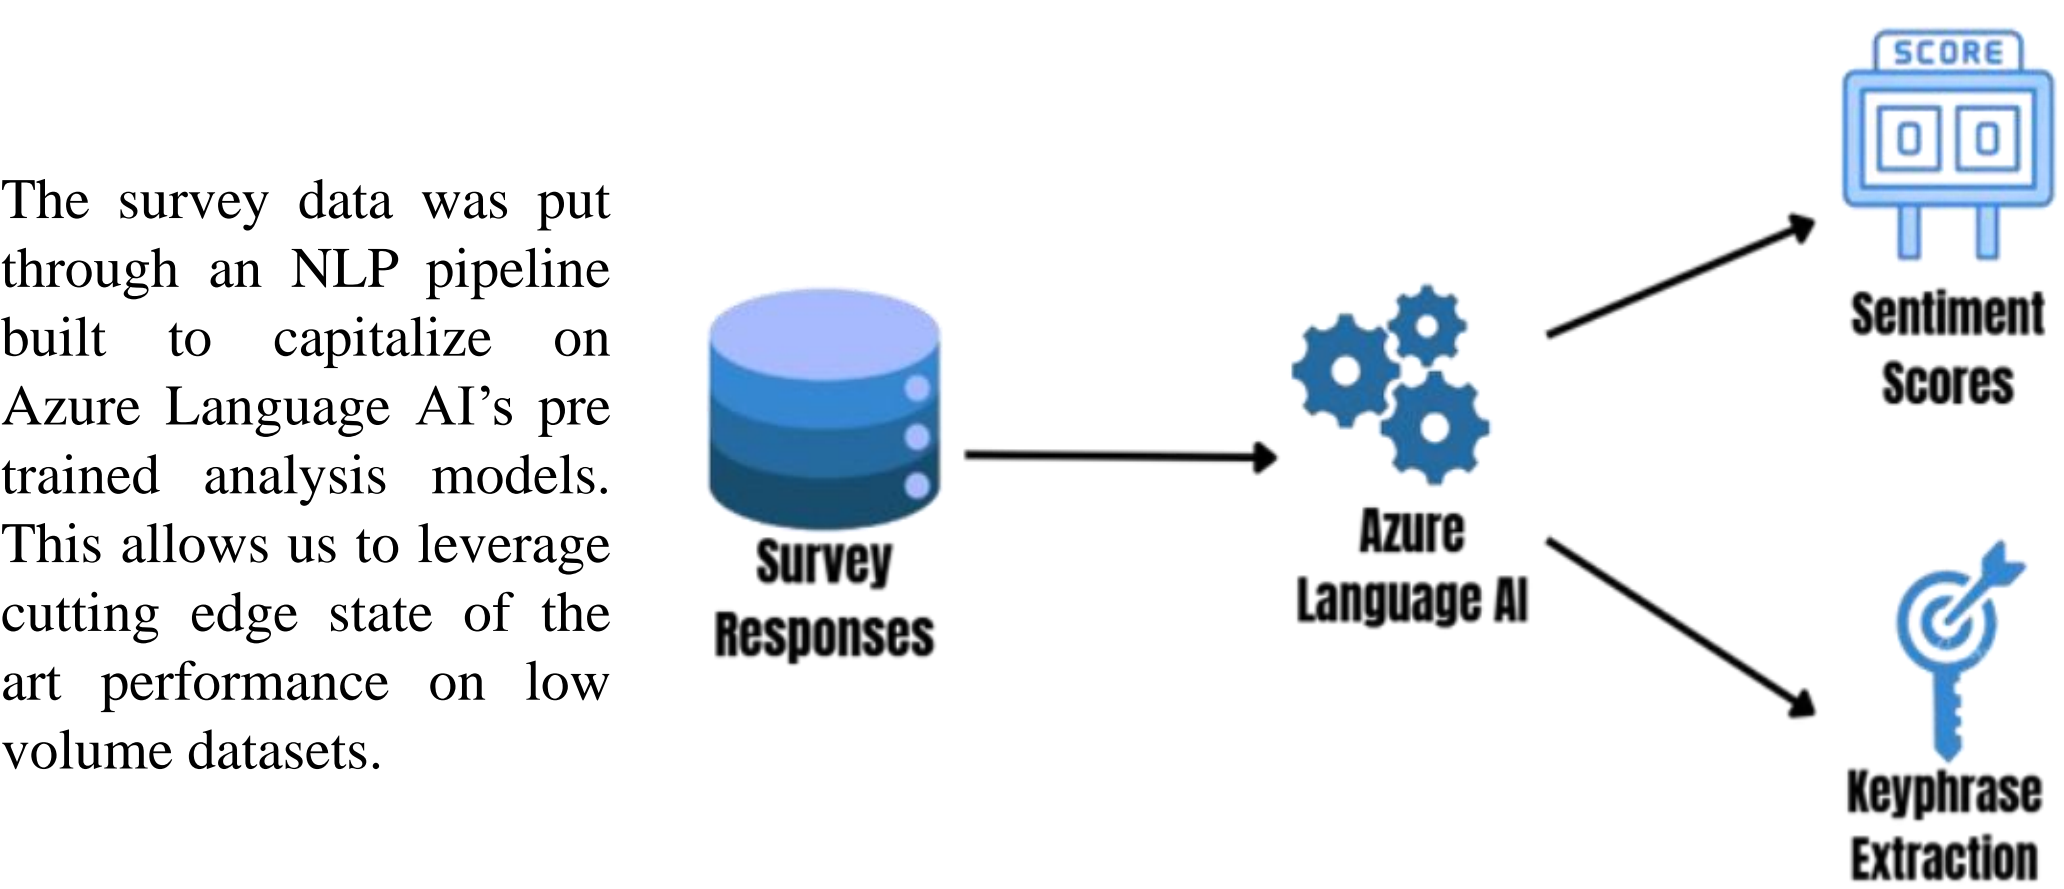 The survey data was put
through an NLP pipeline
built to capitalize on
Azure Language AI’s pre
trained analysis models.
This allows us to leverage
cutting edge state of the
art performance on low
volume datasets.
Survey
Responses
Azure
Language AI
SCORE
0 0
Sentiment
Scores
Keyphrase
Extraction